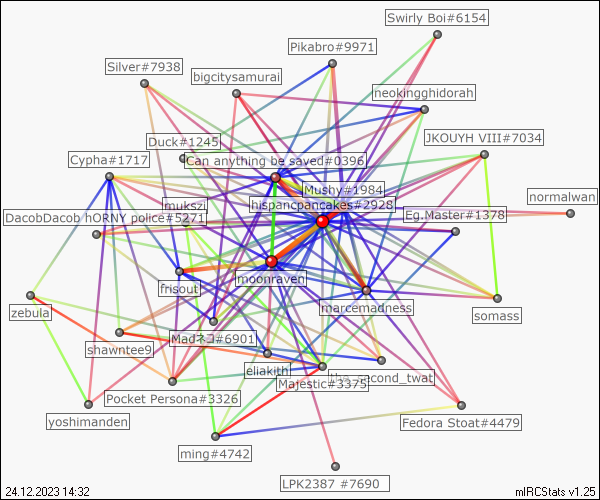 Swirly Boi#6154
Pikabro#9971
Silver#7938
bigcitysamurai
neokingghidorah
Duck#1245
JKOUYH VIII#7034
Cypha#1717
Can anything be saved#0396
Mushy#1984
normalwan
mukszi
hispancpancakes#2928
DacobDacob hORNY police#5271
Eg.Master#1378
moonraven
frisout
zebula
marcemadness
somass
Madネコ#6901
shawntee9
eliakith
the_second_twat
Majestic#3375
Pocket Persona#3326
yoshimanden
Fedora Stoat#4479
ming#4742
LPK2387 #7690
24.12.2023 14:32
mIRCStats v1.25